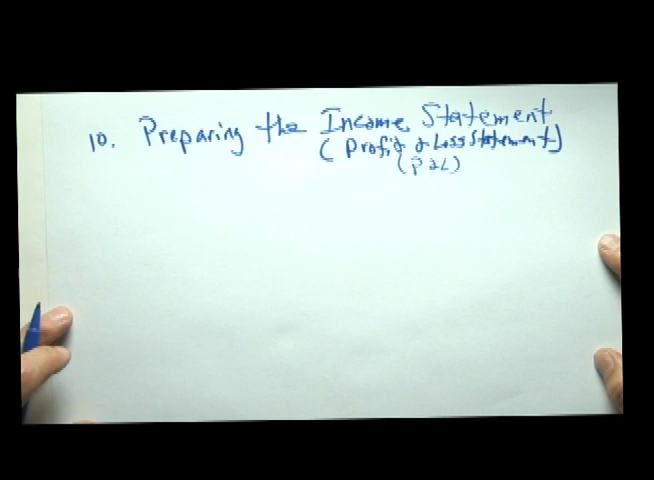 10. Preparing the Income Statement
(Profit & Loss Statement)
(P & L)